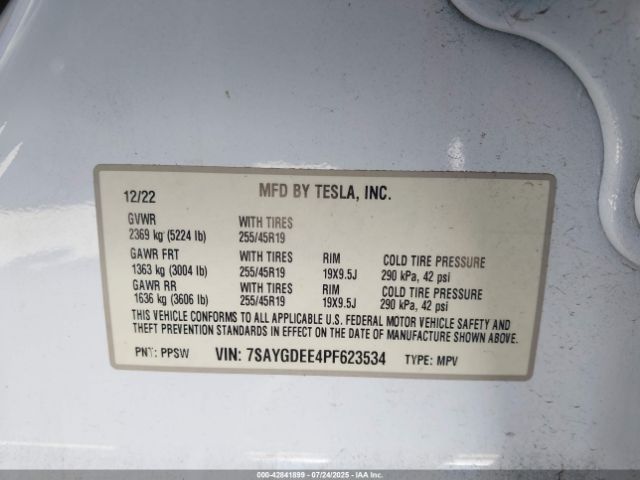 12/22 MFD BY TESLA, INC.
GVWR WITH TIRES
2369 kg (5224 lb) 255/45R19
GAWR FRT WITH TIRES RIM COLD TIRE PRESSURE
1363 kg (3004 lb) 255/45R19 19X9.5J 290 kPa, 42 psi
GAWR RR WITH TIRES RIM COLD TIRE PRESSURE
1636 kg (3606 lb) 255/45R19 19X9.5J 290 kPa, 42 psi
THIS VEHICLE CONFORMS TO ALL APPLICABLE U.S. FEDERAL MOTOR VEHICLE SAFETY AND
THEFT PREVENTION STANDARDS IN EFFECT ON THE DATE OF MANUFACTURE SHOWN ABOVE.
PNT: PPSW VIN: 7SAYGDEE4PF623534 TYPE: MPV
000-42841899 - 07/24/2025 - IAAI.COM